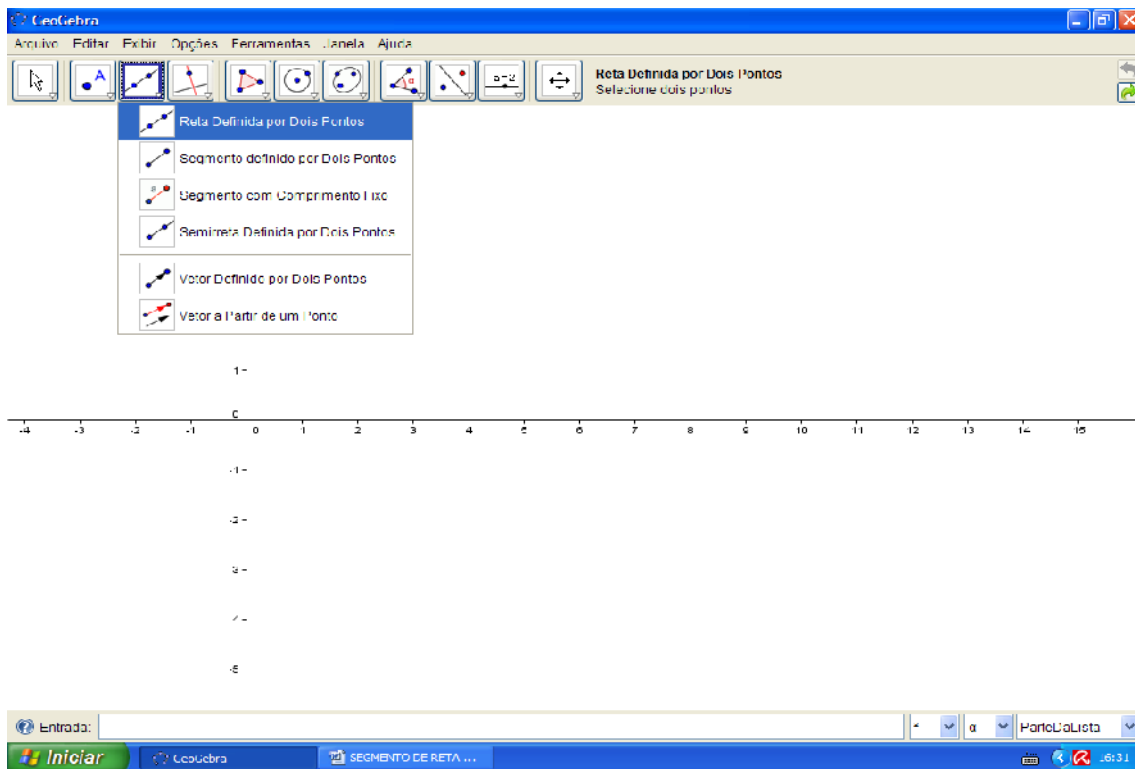 GeoGebra
Arquivo Editar Exibir Opções Ferramentas Janela Ajuda
A
α
a=2
Reta Definida por Dois Pontos
Selecione dois pontos
Reta Definida por Dois Pontos
Segmento definido por Dois Pontos
Segmento com Comprimento Fixo
Semirreta Definida por Dois Pontos
Vetor Definido por Dois Pontos
Vetor a Partir de um Ponto
1
0
-4 -3 -2 -1 0 1 2 3 4 5 6 7 8 9 10 11 12 13 14 15
-1
-2
-3
-4
-5
Entrada:
α
ParteDaLista
Iniciar
GeoGebra
SEGMENTO DE RETA ...
16:31